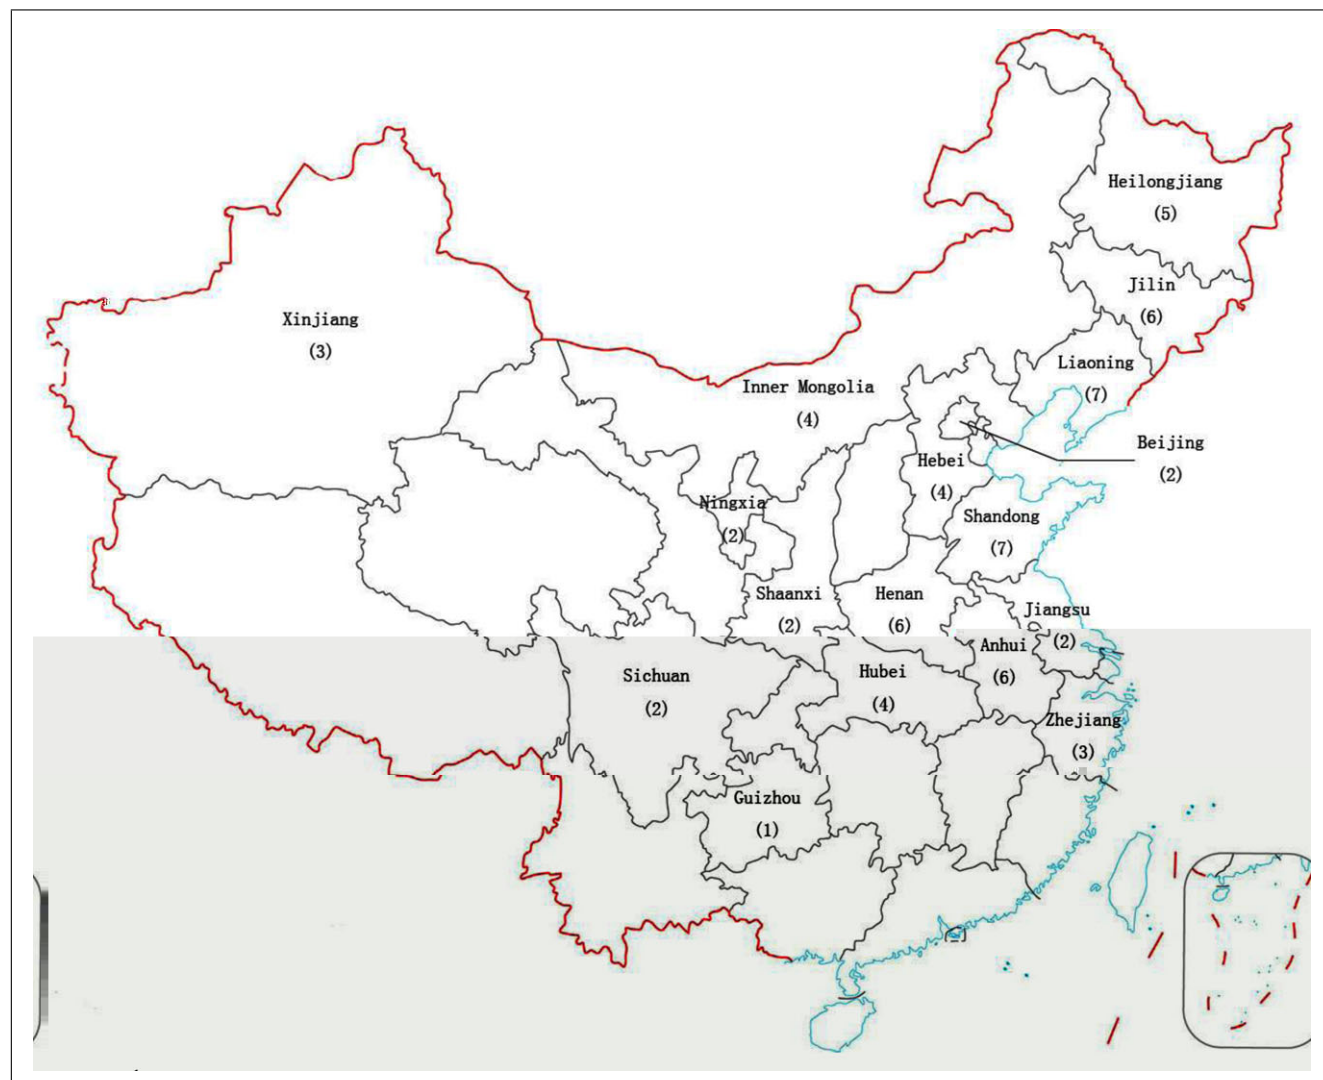 Heilongjiang
(5)
Jilin
(6)
Xinjiang
(3)
Liaoning
(7)
Inner Mongolia
(4)
Beijing
(2)
Hebei
(4)
Ningxia
(2)
Shandong
(7)
Shaanxi
(2)
Henan
(6)
Jiangsu
(2)
Anhui
(6)
Sichuan
(2)
Hubei
(4)
Zhejiang
(3)
Guizhou
(1)